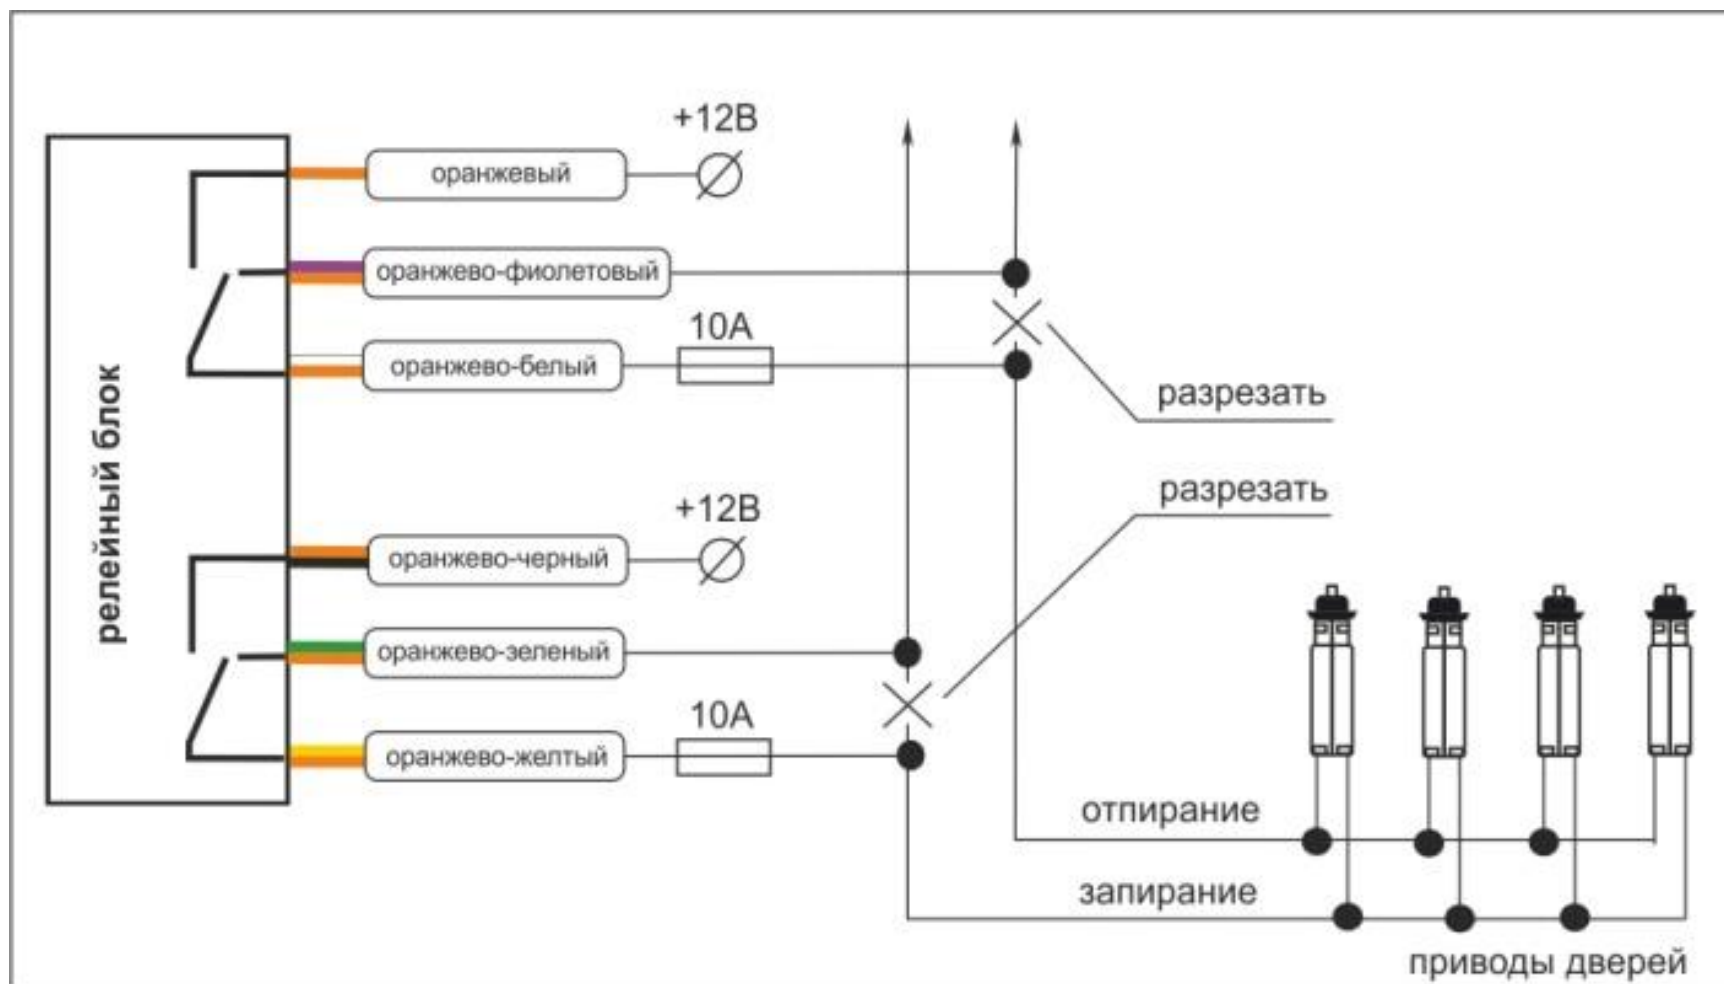 +12В
оранжевый
оранжево-фиолетовый
10А
оранжево-белый
разрезать
релейный блок
разрезать
+12В
оранжево-черный
оранжево-зеленый
10А
оранжево-желтый
отпирание
запирание
приводы дверей